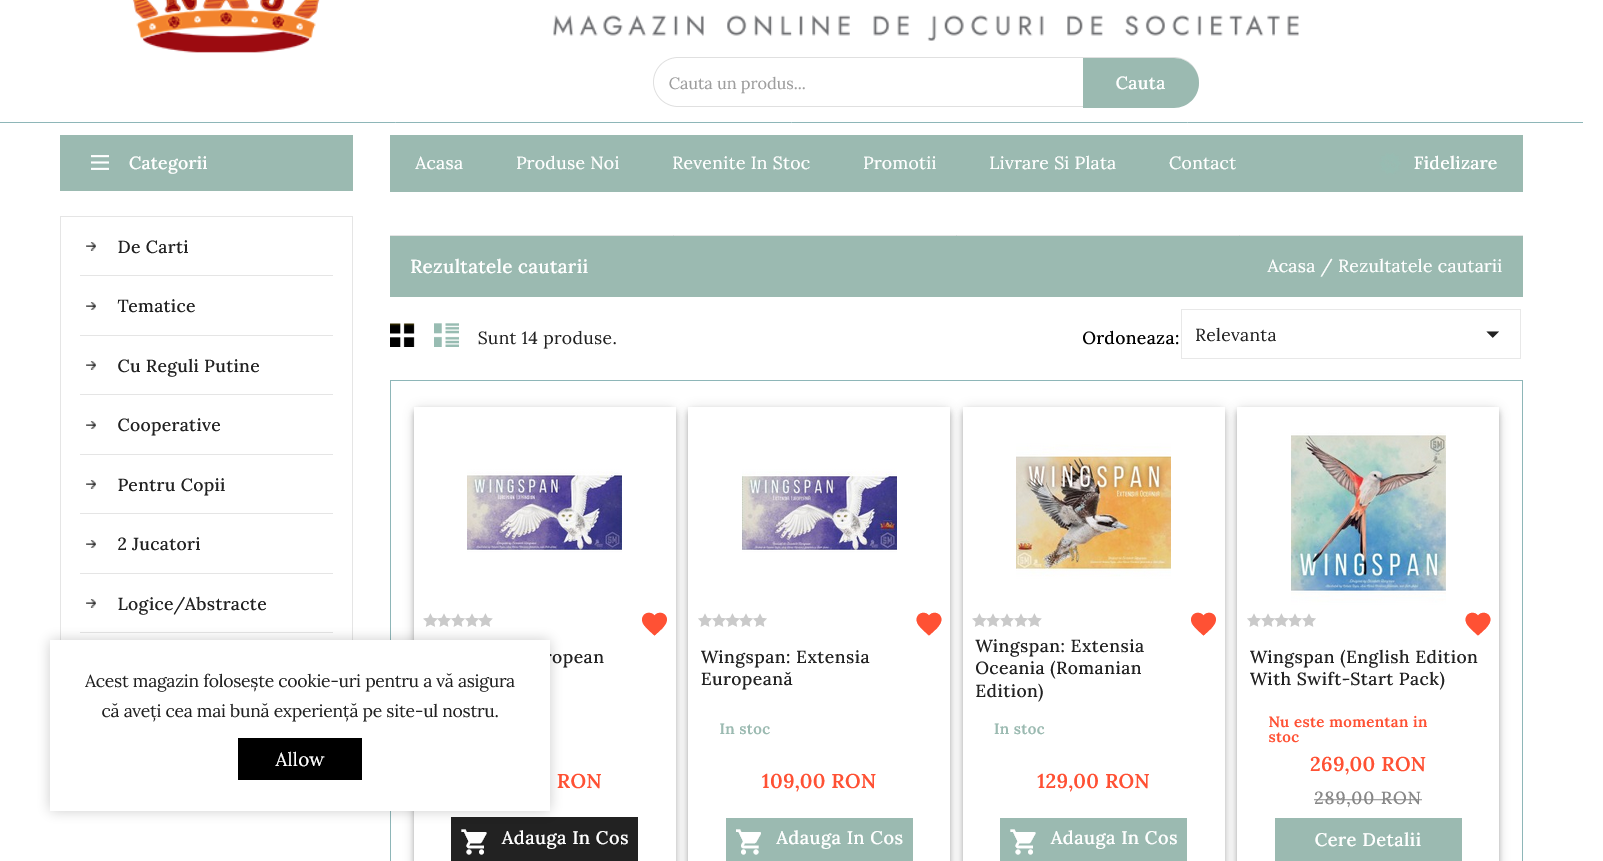 MAGAZIN ONLINE DE JOCURI DE SOCIETATE
Cauta un produs...
Cauta
Categorii
Acasa
Produse Noi
Revenite In Stoc
Promotii
Livrare Si Plata
Contact
Fidelizare
De Carti
Tematice
Cu Reguli Putine
Cooperative
Pentru Copii
2 Jucatori
Logice/Abstracte
Rezultatele cautarii
Acasa / Rezultatele cautarii
Sunt 14 produse.
Ordoneaza:
Relevanta
WINGSPAN
WINGSPAN
WINGSPAN
EXTENSIA OCEANIA
WINGSPAN
ropean
RON
Adauga In Cos
Wingspan: Extensia
Europeană
In stoc
109,00 RON
Adauga In Cos
Wingspan: Extensia
Oceania (Romanian
Edition)
In stoc
129,00 RON
Adauga In Cos
Wingspan (English Edition
With Swift-Start Pack)
Nu este momentan in
stoc
269,00 RON
289,00 RON
Cere Detalii
Acest magazin folosește cookie-uri pentru a vă asigura
că aveți cea mai bună experiență pe site-ul nostru.
Allow